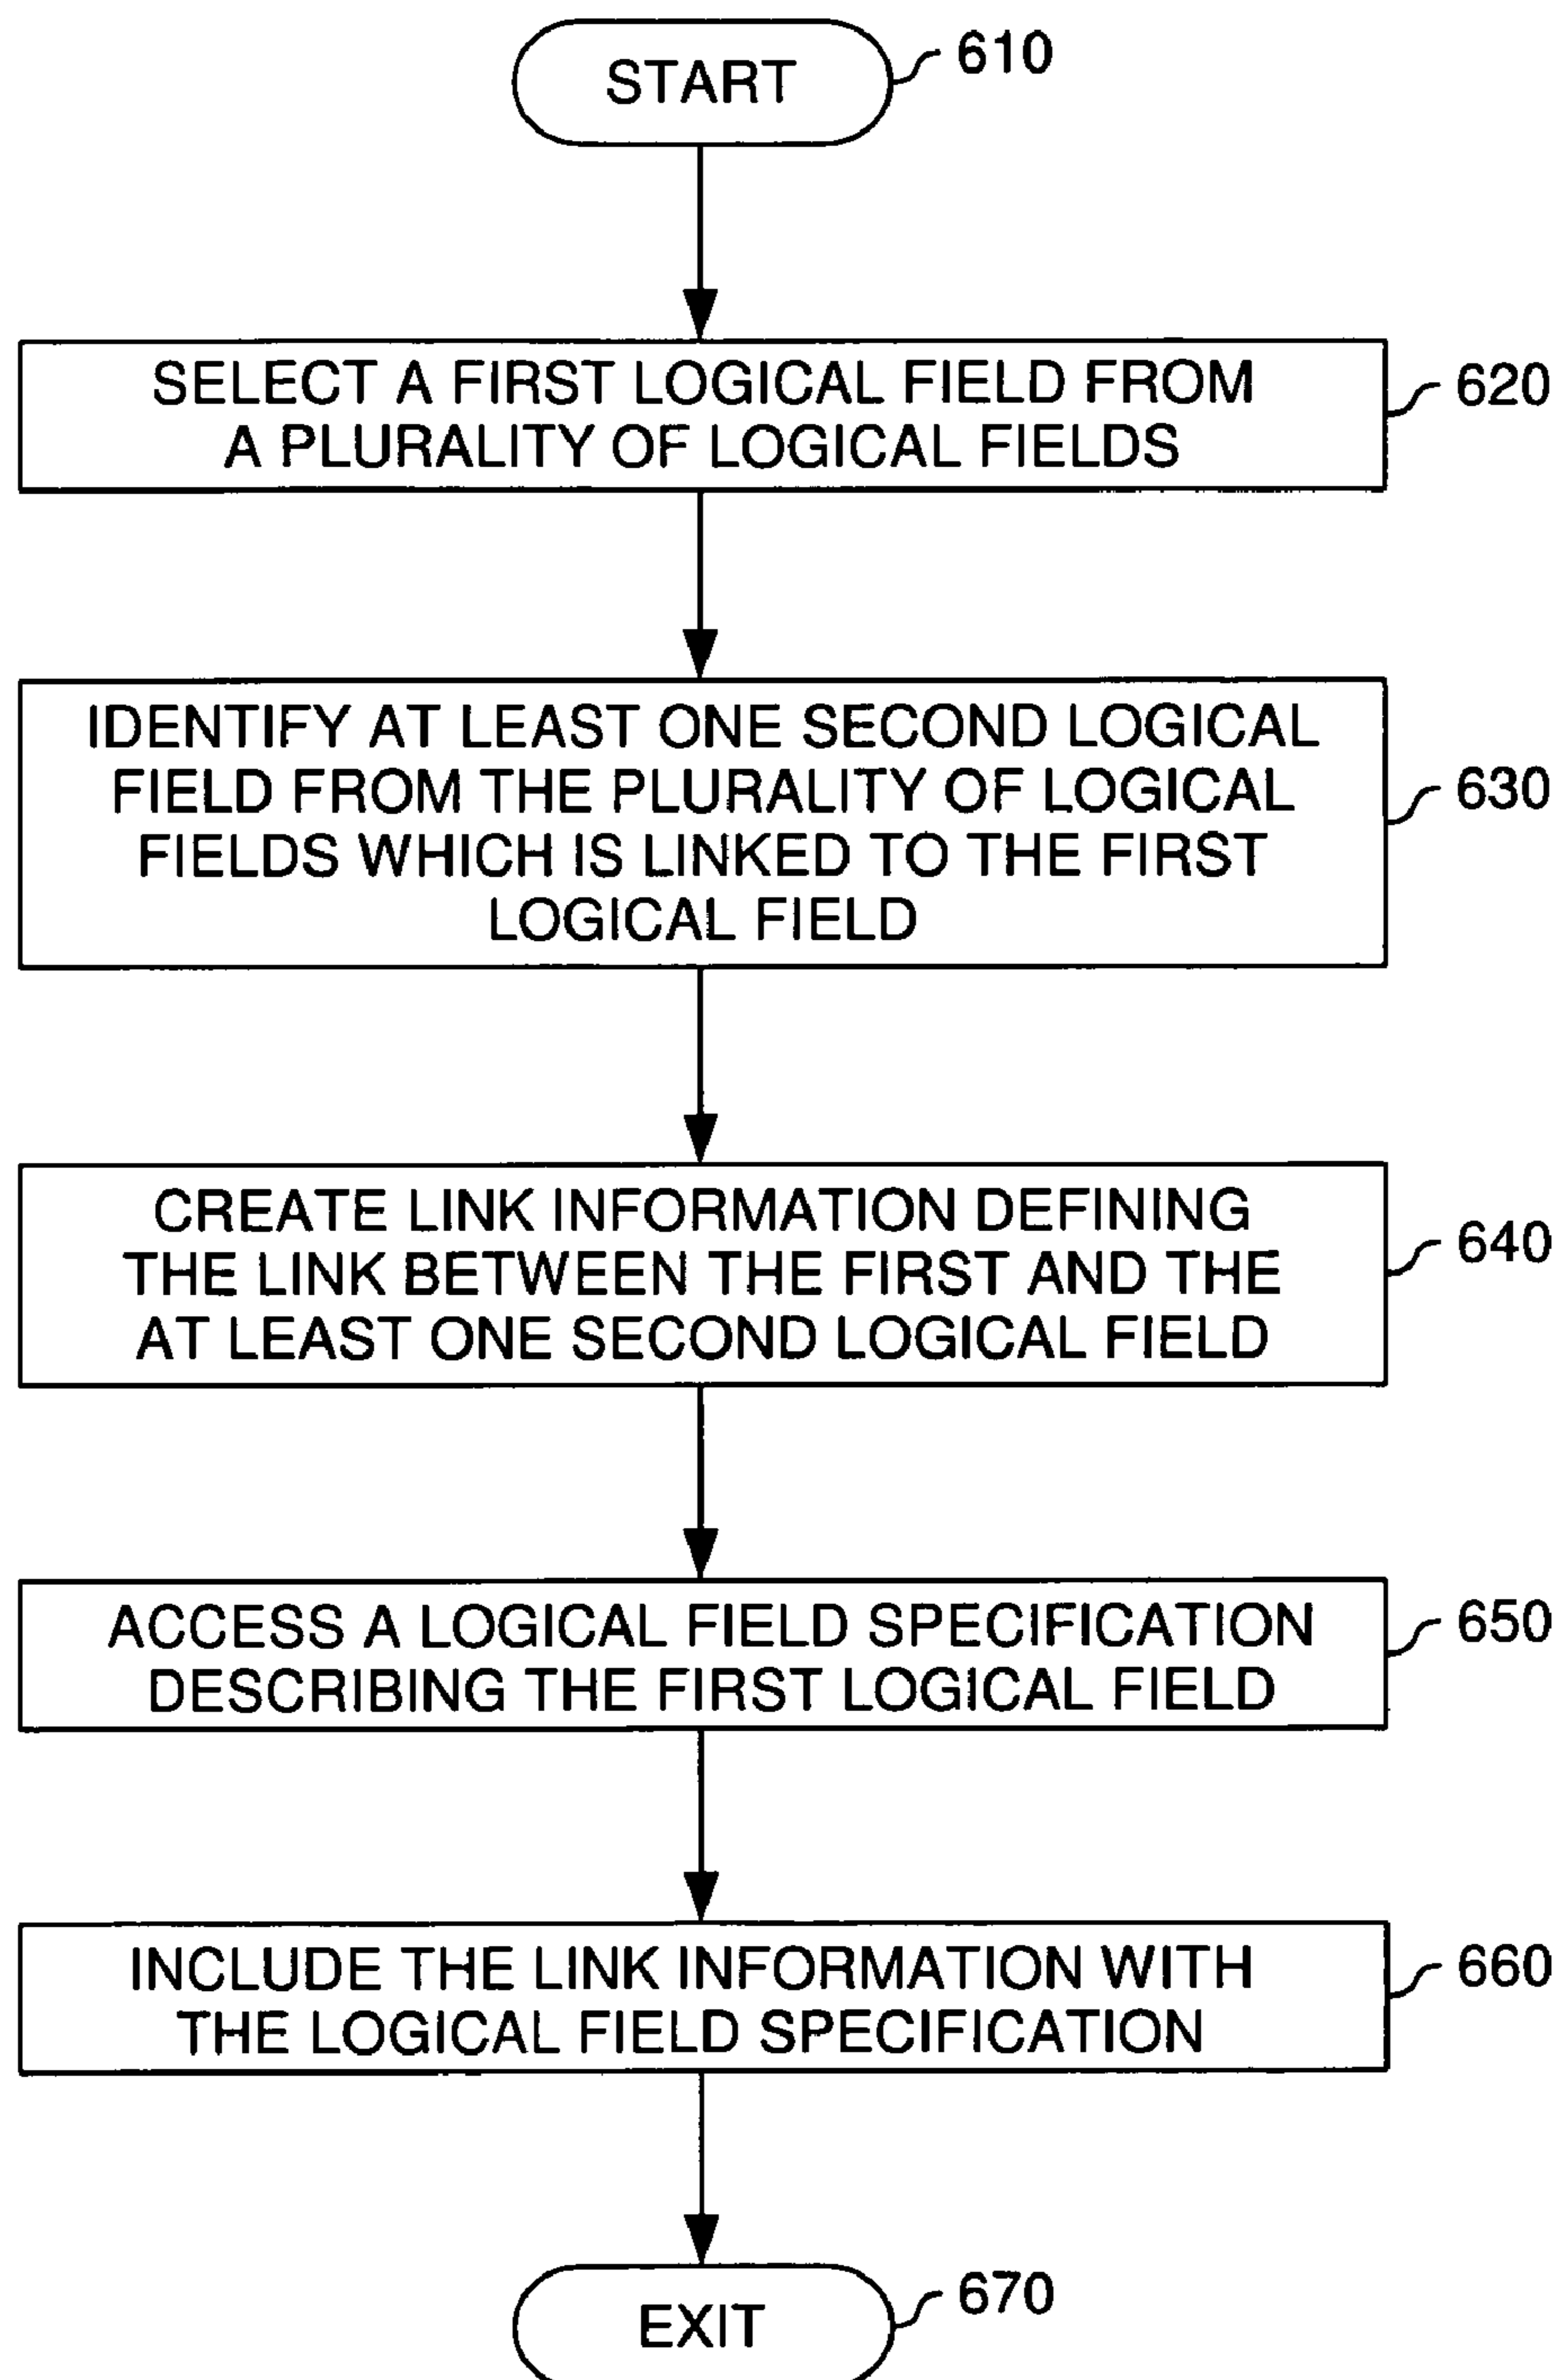 START
610
SELECT A FIRST LOGICAL FIELD FROM
A PLURALITY OF LOGICAL FIELDS
620
IDENTIFY AT LEAST ONE SECOND LOGICAL
FIELD FROM THE PLURALITY OF LOGICAL
FIELDS WHICH IS LINKED TO THE FIRST
LOGICAL FIELD
630
CREATE LINK INFORMATION DEFINING
THE LINK BETWEEN THE FIRST AND THE
AT LEAST ONE SECOND LOGICAL FIELD
640
ACCESS A LOGICAL FIELD SPECIFICATION
DESCRIBING THE FIRST LOGICAL FIELD
650
INCLUDE THE LINK INFORMATION WITH
THE LOGICAL FIELD SPECIFICATION
660
EXIT
670